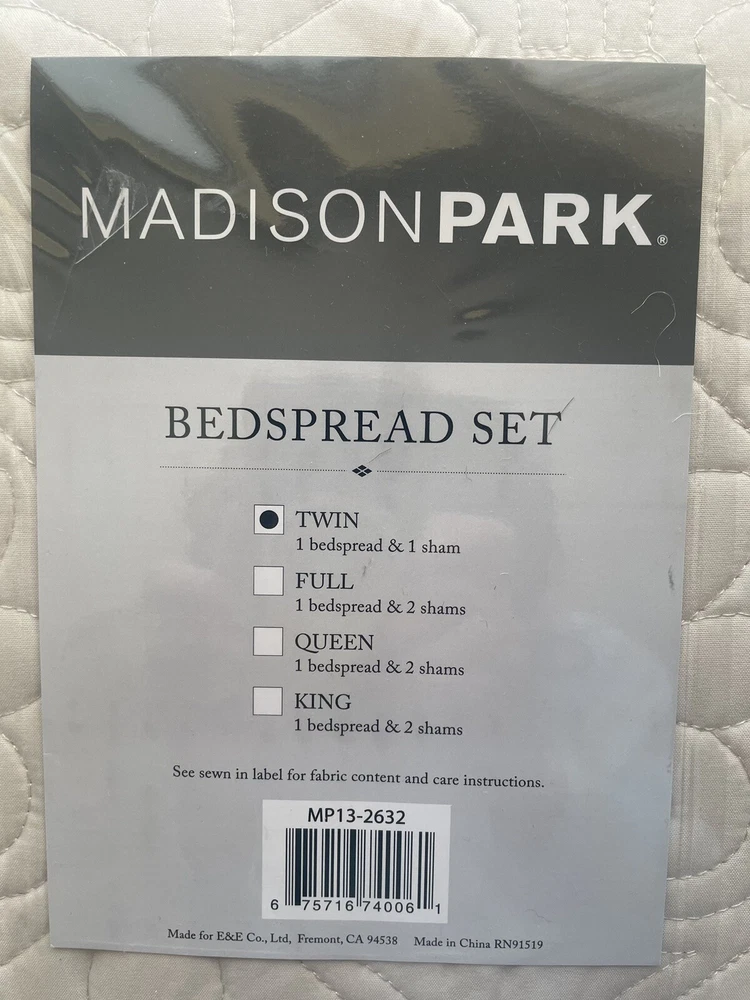 MADISONPARK®
BEDSPREAD SET
TWIN
1 bedspread & 1 sham
FULL
1 bedspread & 2 shams
QUEEN
1 bedspread & 2 shams
KING
1 bedspread & 2 shams
See sewn in label for fabric content and care instructions.
MP13-2632
6 75716 74006 1
Made for E&E Co., Ltd, Fremont, CA 94538 Made in China RN91519